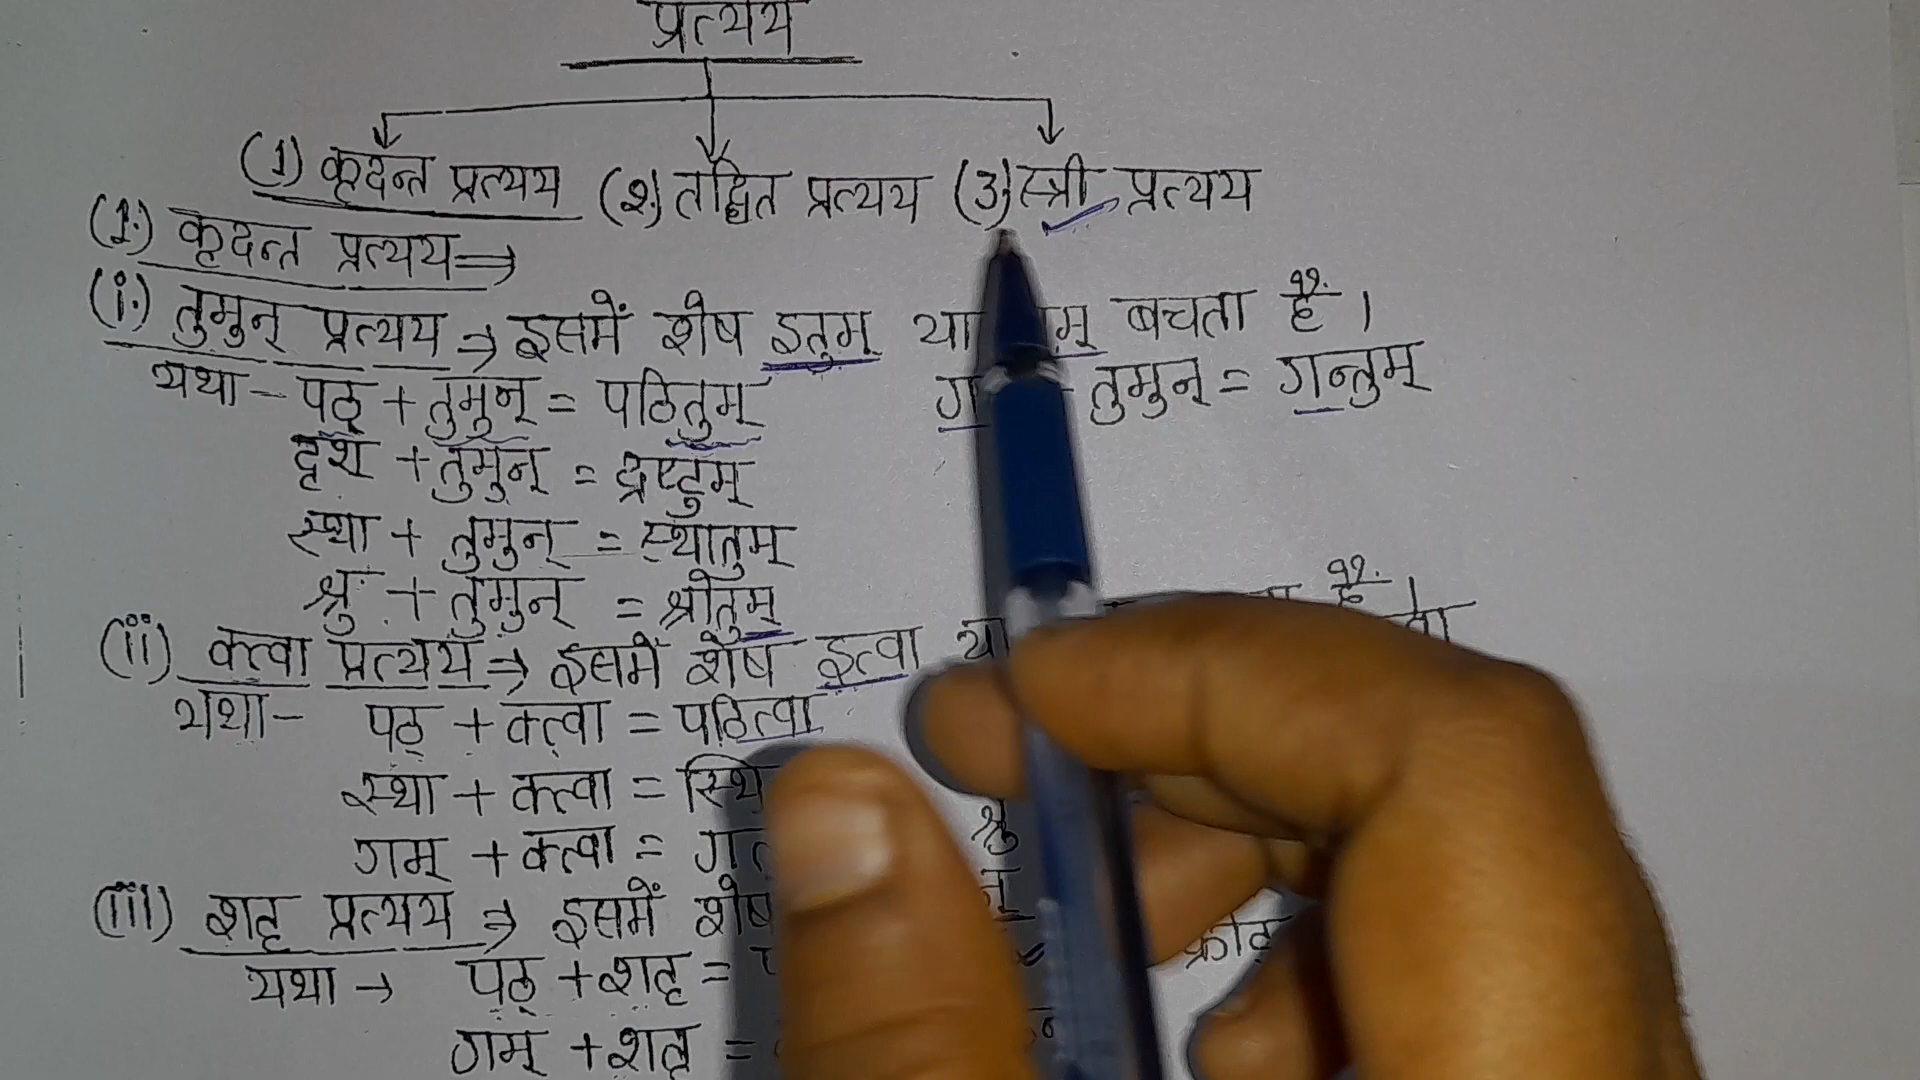 प्रत्यय
(1) कृदन्त प्रत्यय (२.) तद्धित प्रत्यय (3.) स्त्री प्रत्यय
(1.) कृदन्त प्रत्यय ⇒
(i.) तुमुन् प्रत्यय → इसमें शेष इतुम् या बचता है।
यथा - पठ् + तुमुन् = पठितुम् तुमुन् = गन्तुम्
दृश + तुमुन् = द्रष्टुम्
स्था + तुमुन् = स्थातुम्
श्रु + तुमुन् = श्रोतुम्
(ii) क्त्वा प्रत्यय → इसमें शेष इत्वा
यथा - पठ् + क्त्वा = पठित्वा
स्था + क्त्वा =
गम् + क्त्वा = श्रु
(iii) शतृ प्रत्यय → इसमें शेष
यथा → पठ् + शतृ =
गम् + शतृ =